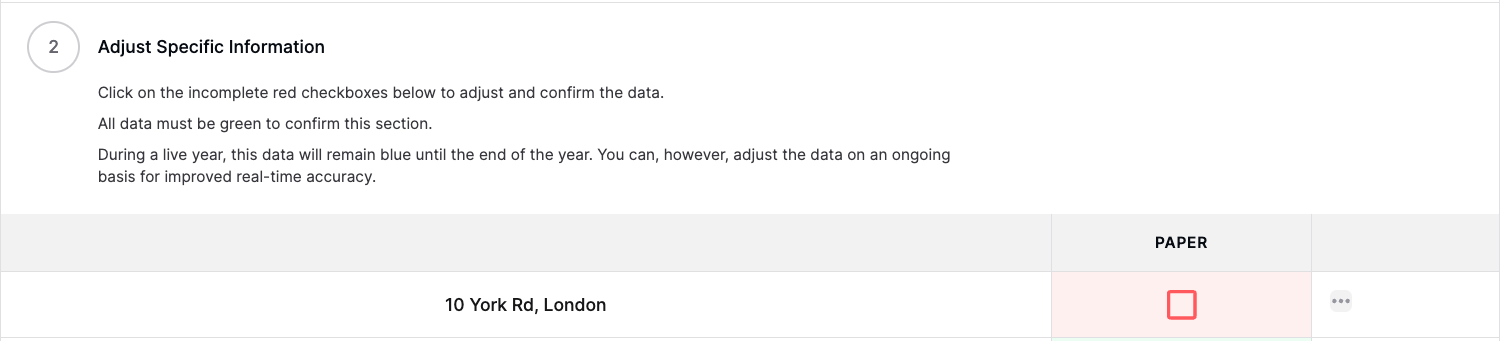 2
Adjust Specific Information
Click on the incomplete red checkboxes below to adjust and confirm the data.
All data must be green to confirm this section.
During a live year, this data will remain blue until the end of the year. You can, however, adjust the data on an ongoing
basis for improved real-time accuracy.
PAPER
10 York Rd, London